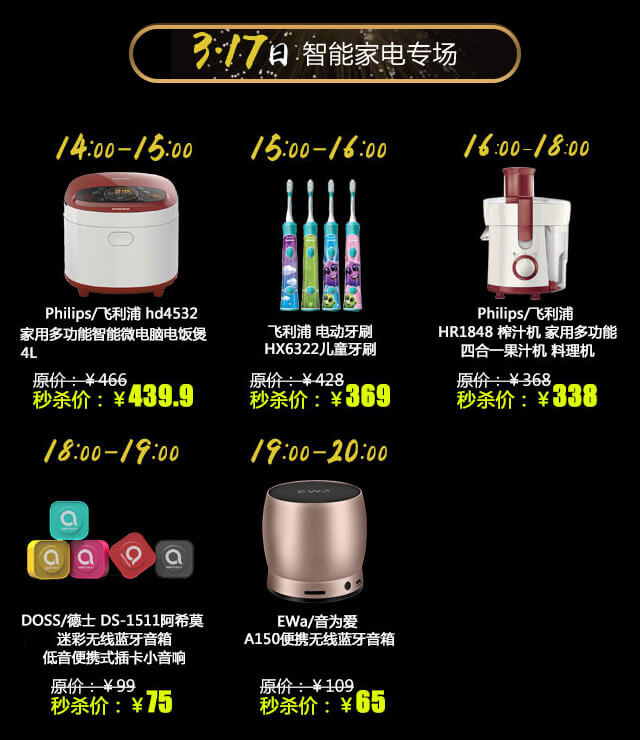 3·17日 智能家电专场
14:00-15:00
Philips/飞利浦 hd4532
家用多功能智能微电脑电饭煲
4L
原价：¥466
秒杀价：¥439.9
15:00-16:00
飞利浦 电动牙刷
HX6322儿童牙刷
原价：¥428
秒杀价：¥369
16:00-18:00
Philips/飞利浦
HR1848 榨汁机 家用多功能
四合一果汁机 料理机
原价：¥368
秒杀价：¥338
18:00-19:00
DOSS/德士 DS-1511阿希莫
迷彩无线蓝牙音箱
低音便携式插卡小音响
原价：¥99
秒杀价：¥75
19:00-20:00
EWa
EWa/音为爱
A150便携无线蓝牙音箱
原价：¥109
秒杀价：¥65